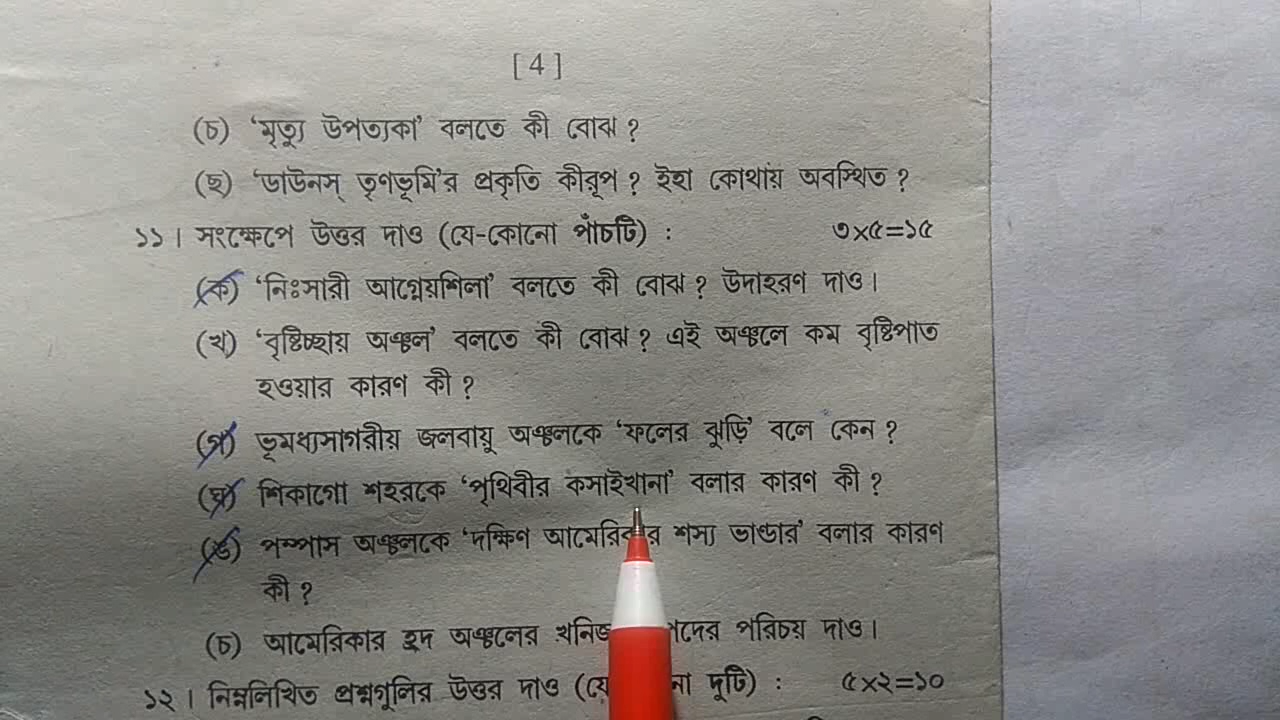 [ 4 ]
(চ) ‘মৃত্যু উপত্যকা’ বলতে কী বোঝ ?
(ছ) ‘ডাউনস্ তৃণভূমি’র প্রকৃতি কীরূপ ? ইহা কোথায় অবস্থিত ?
১১। সংক্ষেপে উত্তর দাও (যে-কোনো পাঁচটি) : ৩×৫=১৫
(ক) ‘নিঃসারী আগ্নেয়শিলা’ বলতে কী বোঝ ? উদাহরণ দাও।
(খ) ‘বৃষ্টিচ্ছায় অঞ্চল’ বলতে কী বোঝ ? এই অঞ্চলে কম বৃষ্টিপাত
হওয়ার কারণ কী ?
(গ) ভূমধ্যসাগরীয় জলবায়ু অঞ্চলকে ‘ফলের ঝুড়ি’ বলে কেন ?
(ঘ) শিকাগো শহরকে ‘পৃথিবীর কসাইখানা’ বলার কারণ কী ?
(ঙ) পম্পাস অঞ্চলকে ‘দক্ষিণ আমেরিকার শস্য ভাণ্ডার’ বলার কারণ
কী ?
(চ) আমেরিকার হ্রদ অঞ্চলের পরিচয় দাও।
১২। নিম্নলিখিত প্রশ্নগুলির উত্তর দাও ( দুটি) : ৫×২=১০